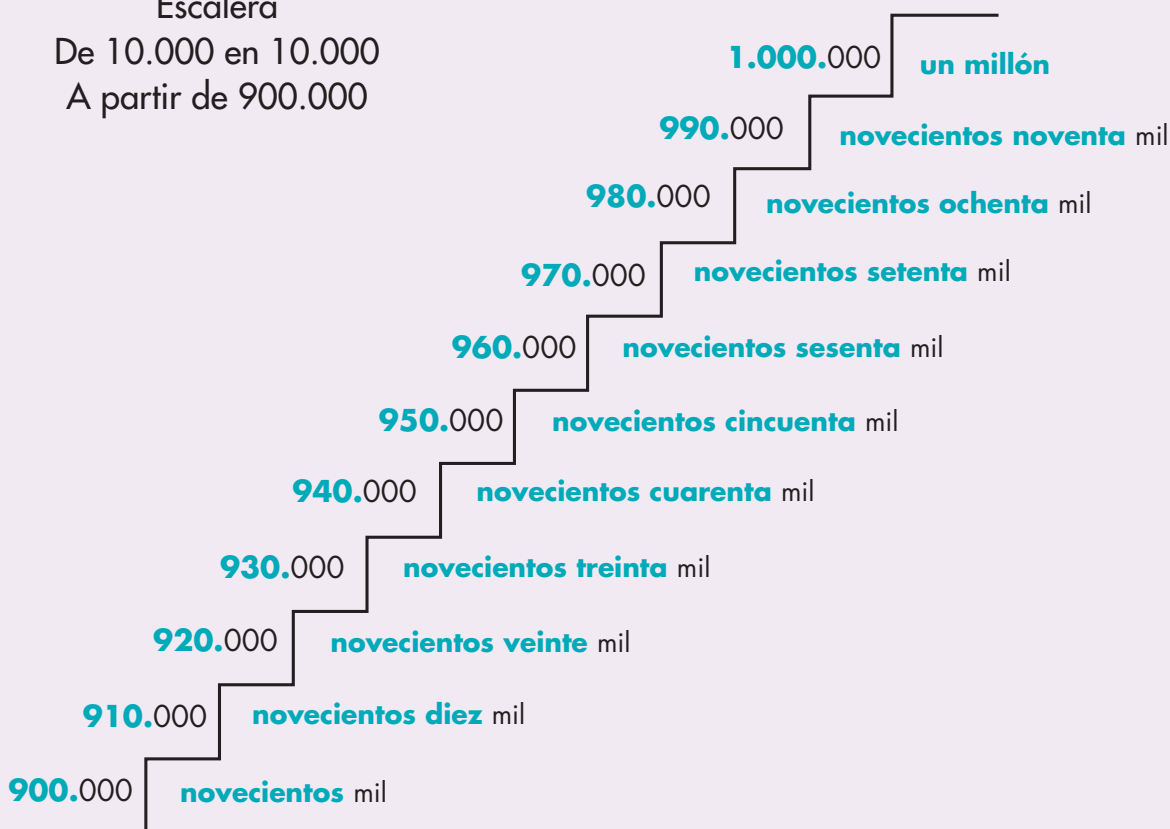 Escalera
De 10.000 en 10.000
A partir de 900.000
1.000.000 un millón
990.000 novecientos noventa mil
980.000 novecientos ochenta mil
970.000 novecientos setenta mil
960.000 novecientos sesenta mil
950.000 novecientos cincuenta mil
940.000 novecientos cuarenta mil
930.000 novecientos treinta mil
920.000 novecientos veinte mil
910.000 novecientos diez mil
900.000 novecientos mil